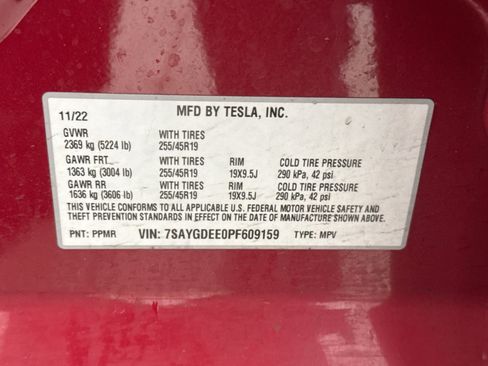 11/22 MFD BY TESLA, INC.
GVWR WITH TIRES
2369 kg (5224 lb) 255/45R19
GAWR FRT WITH TIRES RIM COLD TIRE PRESSURE
1363 kg (3004 lb) 255/45R19 19X9.5J 290 kPa, 42 psi
GAWR RR WITH TIRES RIM COLD TIRE PRESSURE
1636 kg (3606 lb) 255/45R19 19X9.5J 290 kPa, 42 psi
THIS VEHICLE CONFORMS TO ALL APPLICABLE U.S. FEDERAL MOTOR VEHICLE SAFETY AND
THEFT PREVENTION STANDARDS IN EFFECT ON THE DATE OF MANUFACTURE SHOWN ABOVE.
PNT: PPMR VIN: 7SAYGDEE0PF609159 TYPE: MPV